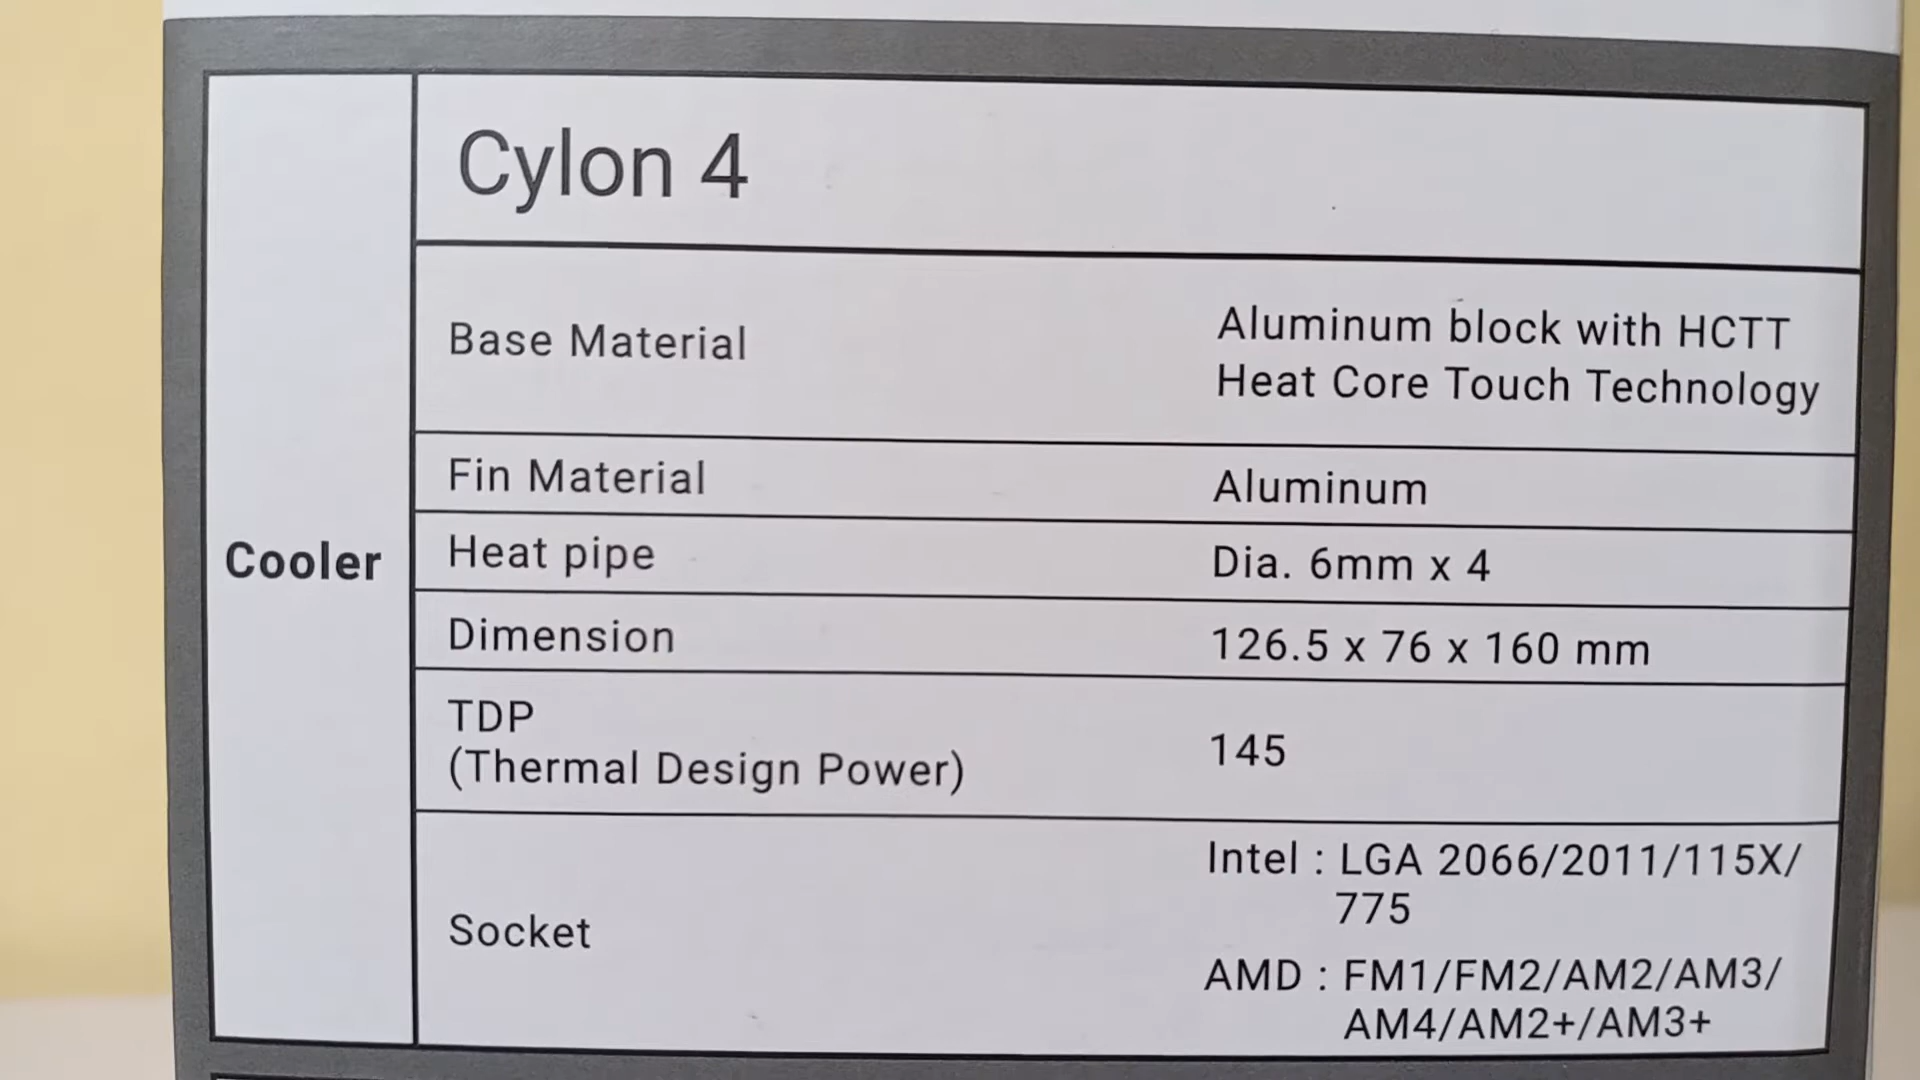 Cylon 4
Base Material
Aluminum block with HCTT
Heat Core Touch Technology
Fin Material
Aluminum
Cooler
Heat pipe
Dia. 6mm x 4
Dimension
126.5 x 76 x 160 mm
TDP
(Thermal Design Power)
145
Socket
Intel : LGA 2066/2011/115X/
775
AMD : FM1/FM2/AM2/AM3/
AM4/AM2+/AM3+